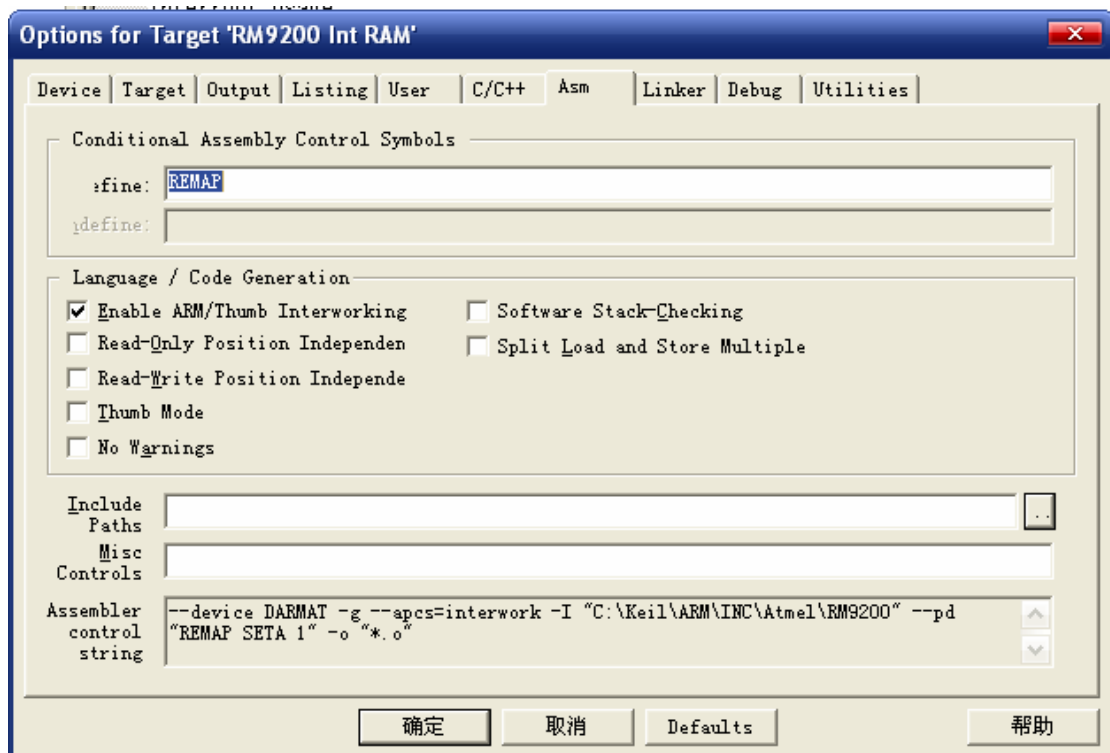 Options for Target 'RM9200 Int RAM'
Device Target Output Listing User C/C++ Asm Linker Debug Utilities
Conditional Assembly Control Symbols
efine: REMAP
define:
Language / Code Generation
Enable ARM/Thumb Interworking
Software Stack-Checking
Read-Only Position Independen
Split Load and Store Multiple
Read-Write Position Independe
Thumb Mode
No Warnings
Include
Paths
..
Misc
Controls
Assembler
control
string
--device DARMAT -g --apcs=interwork -I "C:\Keil\ARM\INC\Atmel\RM9200" --pd
"REMAP SETA 1" -o "*.o"
确定 取消 Defaults 帮助